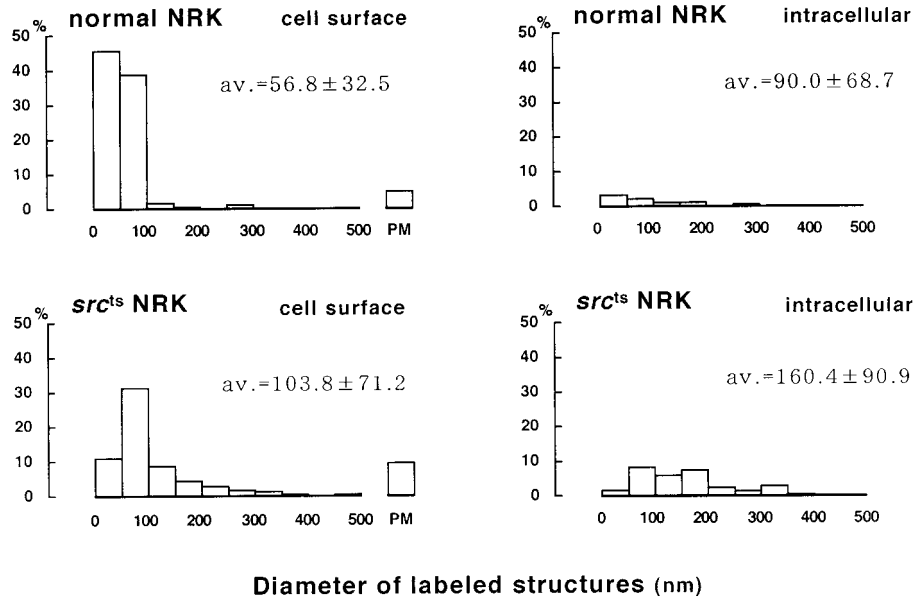 normal NRK cell surface
%
50
40
30
20
10
0
av.=56.8±32.5
0 100 200 300 400 500 PM
normal NRK intracellular
%
50
40
30
20
10
0
av.=90.0±68.7
0 100 200 300 400 500
src^ts NRK cell surface
%
50
40
30
20
10
0
av.=103.8±71.2
0 100 200 300 400 500 PM
src^ts NRK intracellular
%
50
40
30
20
10
0
av.=160.4±90.9
0 100 200 300 400 500
Diameter of labeled structures (nm)